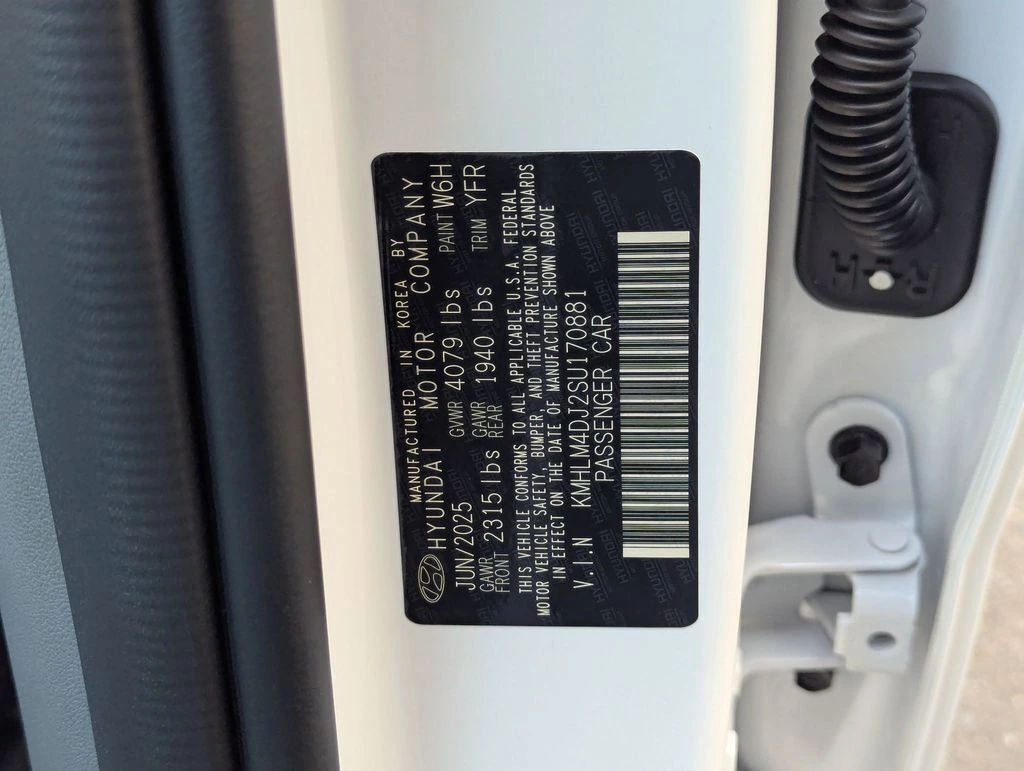 MANUFACTURED IN KOREA BY
HYUNDAI MOTOR COMPANY
JUN/2025 GVWR 4079 lbs PAINT W6H
GAWR FRONT 2315 lbs GAWR REAR 1940 lbs TRIM YFR
THIS VEHICLE CONFORMS TO ALL APPLICABLE U.S.A. FEDERAL
MOTOR VEHICLE SAFETY, BUMPER, AND THEFT PREVENTION STANDARDS
IN EFFECT ON THE DATE OF MANUFACTURE SHOWN ABOVE
V.I.N KMHLM4DJ2SU170881
PASSENGER CAR